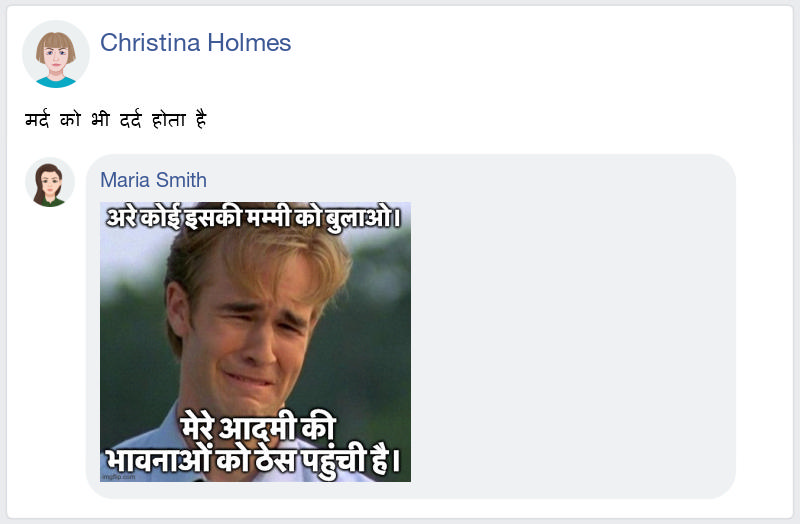 Christina Holmes
मर्द को भी दर्द होता है
Maria Smith
अरे कोई इसकी मम्मी को बुलाओ।
मेरे आदमी की
भावनाओं को ठेस पहुंची है।
imgflip.com